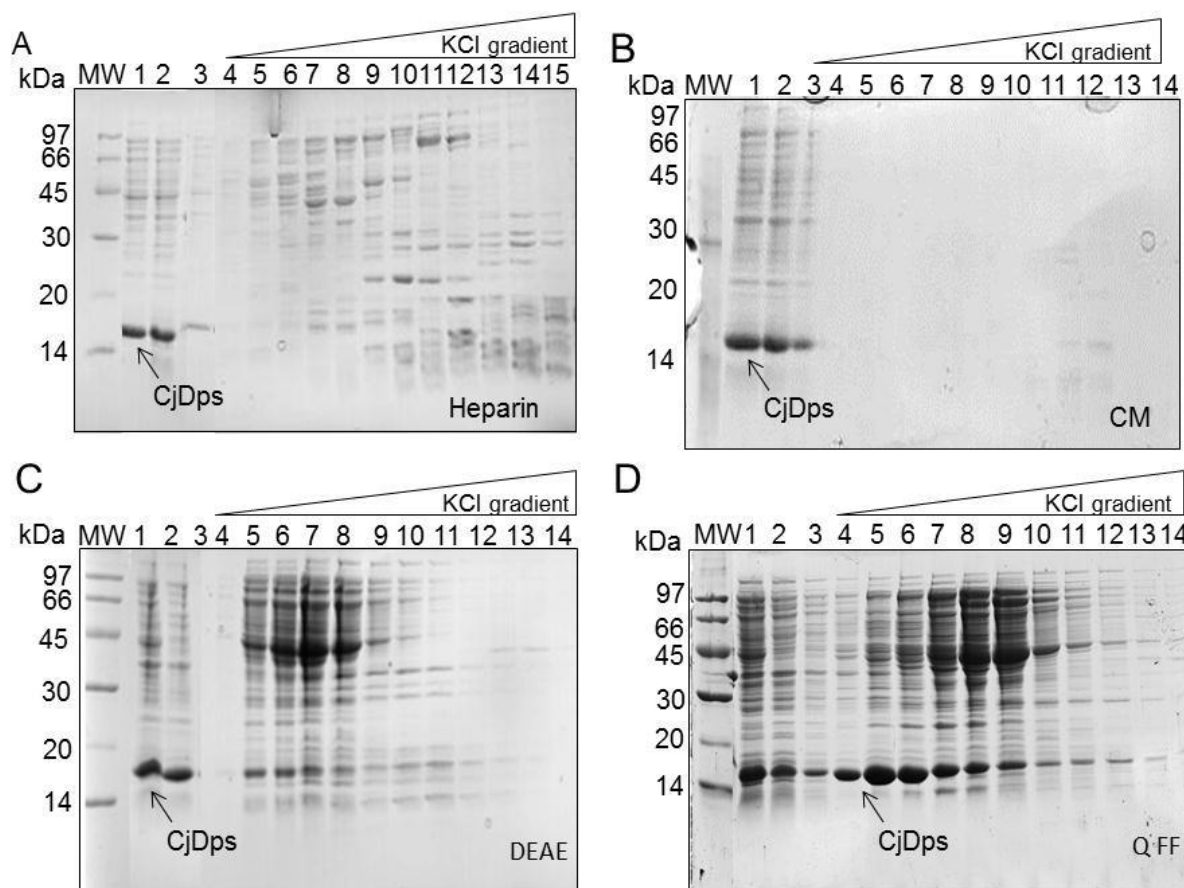 A
KCl gradient
kDa MW 1 2 3 4 5 6 7 8 9 10 11 12 13 14 15
97
66
45
30
20
14
CjDps
Heparin
B
KCl gradient
kDa MW 1 2 3 4 5 6 7 8 9 10 11 12 13 14
97
66
45
30
20
14
CjDps
CM
C
KCl gradient
kDa MW 1 2 3 4 5 6 7 8 9 10 11 12 13 14
97
66
45
30
20
14
CjDps
DEAE
D
KCl gradient
kDa MW 1 2 3 4 5 6 7 8 9 10 11 12 13 14
97
66
45
30
20
14
CjDps
Q FF